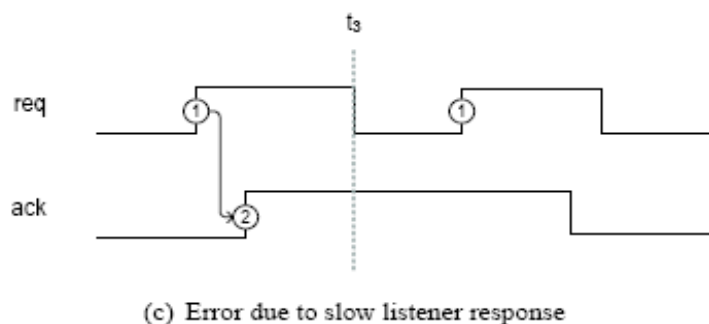 t₃
req
①
①
ack
②
(c) Error due to slow listener response